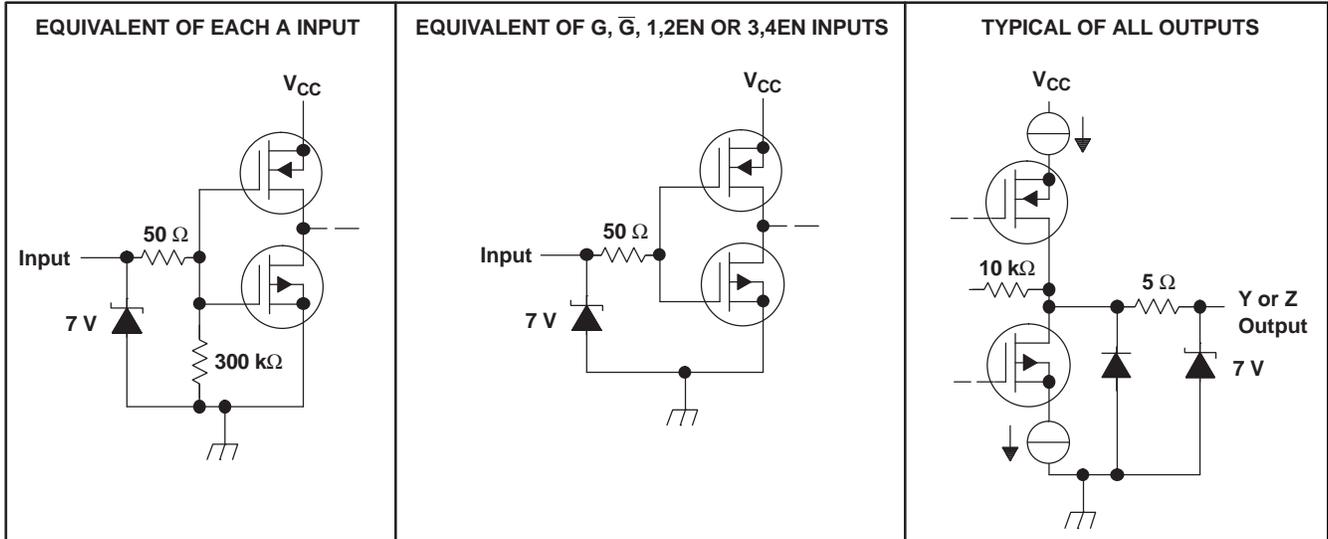 EQUIVALENT OF EACH A INPUT
VCC
50 Ω
Input
7 V
300 kΩ
EQUIVALENT OF G, G̅, 1,2EN OR 3,4EN INPUTS
VCC
50 Ω
Input
7 V
TYPICAL OF ALL OUTPUTS
VCC
10 kΩ
5 Ω
Y or Z
Output
7 V